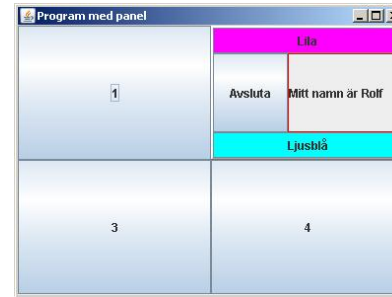 Program med panel
1
Lila
Avsluta
Mitt namn är Rolf
Ljusblå
3
4